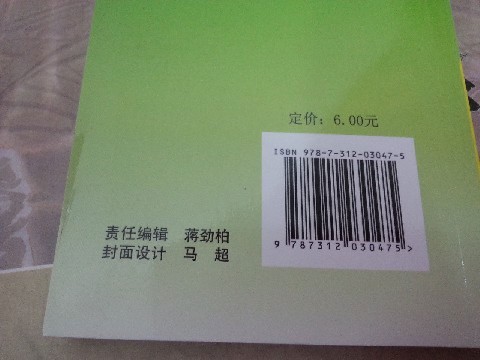 定价：6.00元
ISBN 978-7-312-03047-5
9 787312 030475 >
责任编辑 蒋劲柏
封面设计 马 超